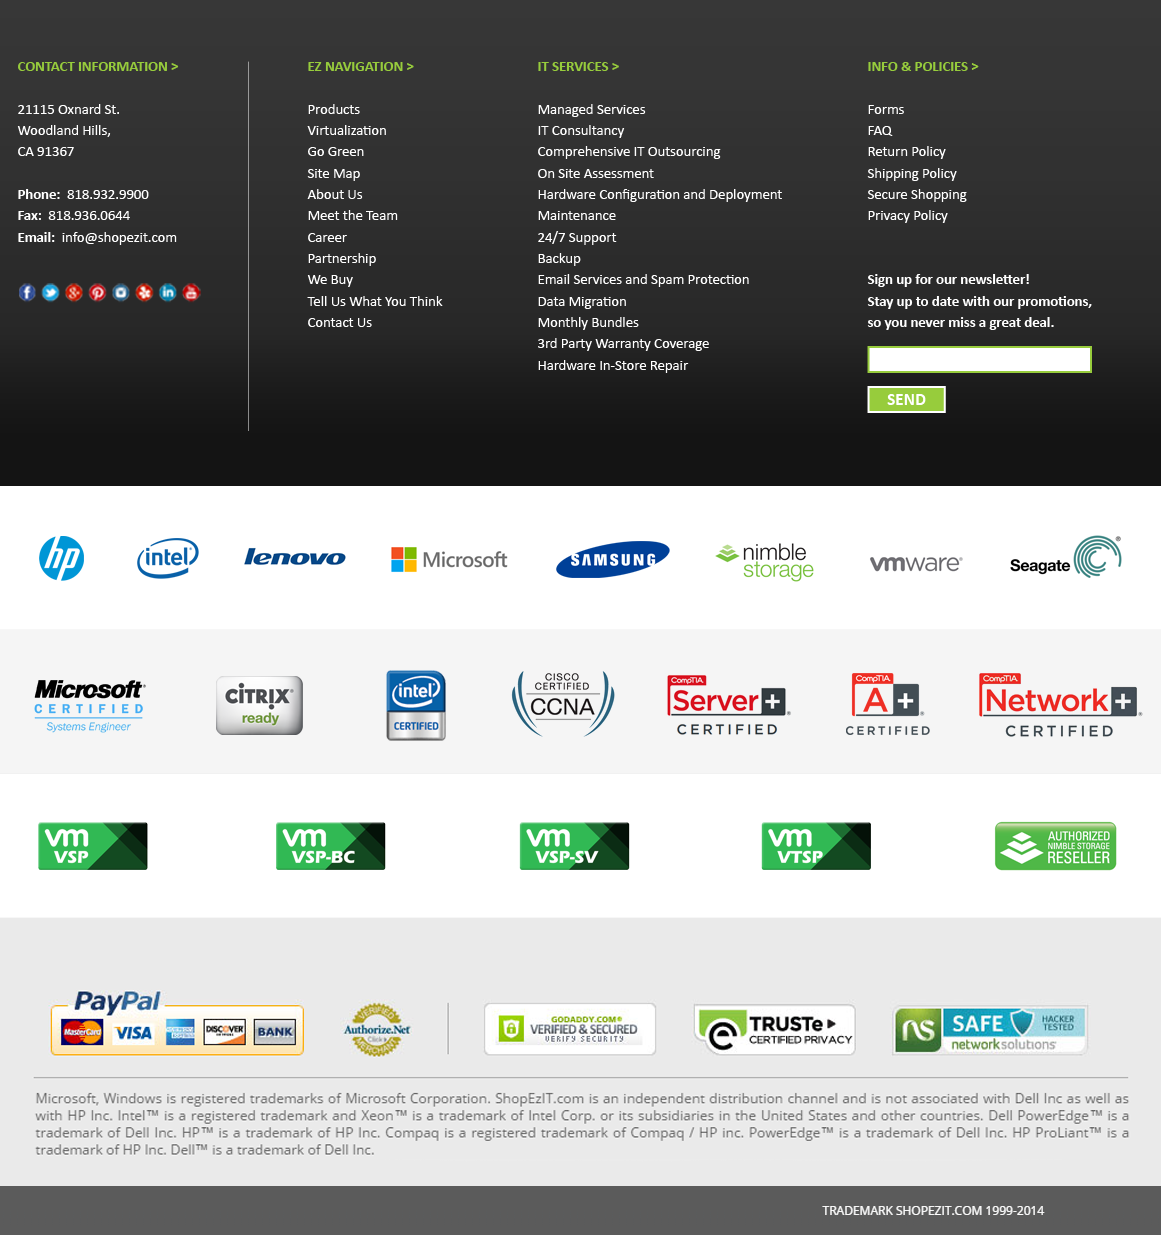 CONTACT INFORMATION >
21115 Oxnard St.
Woodland Hills,
CA 91367
Phone: 818.932.9900
Fax: 818.936.0644
Email: info@shopezit.com
EZ NAVIGATION >
Products
Virtualization
Go Green
Site Map
About Us
Meet the Team
Career
Partnership
We Buy
Tell Us What You Think
Contact Us
IT SERVICES >
Managed Services
IT Consultancy
Comprehensive IT Outsourcing
On Site Assessment
Hardware Configuration and Deployment
Maintenance
24/7 Support
Backup
Email Services and Spam Protection
Data Migration
Monthly Bundles
3rd Party Warranty Coverage
Hardware In-Store Repair
INFO & POLICIES >
Forms
FAQ
Return Policy
Shipping Policy
Secure Shopping
Privacy Policy
Sign up for our newsletter!
Stay up to date with our promotions,
so you never miss a great deal.
SEND
hp
intel
lenovo
Microsoft
SAMSUNG
nimble
storage
vmware®
Seagate
Microsoft
CERTIFIED
Systems Engineer
CITRIX®
ready
intel
CERTIFIED
CISCO
CERTIFIED
CCNA
CompTIA
Server+
CERTIFIED
CompTIA
A+
CERTIFIED
CompTIA
Network+
CERTIFIED
vm
VSP
vm
VSP-BC
vm
VSP-SV
vm
VTSP
AUTHORIZED
NIMBLE STORAGE
RESELLER
PayPal
MasterCard
VISA
AMERICAN EXPRESS
DISCOVER
BANK
VERIFIED
Authorize.Net
Click
MERCHANT
GODADDY.COM®
VERIFIED & SECURED
VERIFY SECURITY
TRUSTe
CERTIFIED PRIVACY
ns
SAFE
HACKER
TESTED
networksolutions
Microsoft, Windows is registered trademarks of Microsoft Corporation. ShopEzIT.com is an independent distribution channel and is not associated with Dell Inc as well as
with HP Inc. Intel™ is a registered trademark and Xeon™ is a trademark of Intel Corp. or its subsidiaries in the United States and other countries. Dell PowerEdge™ is a
trademark of Dell Inc. HP™ is a trademark of HP Inc. Compaq is a registered trademark of Compaq / HP inc. PowerEdge™ is a trademark of Dell Inc. HP ProLiant™ is a
trademark of HP Inc. Dell™ is a trademark of Dell Inc.
TRADEMARK SHOPEZIT.COM 1999-2014